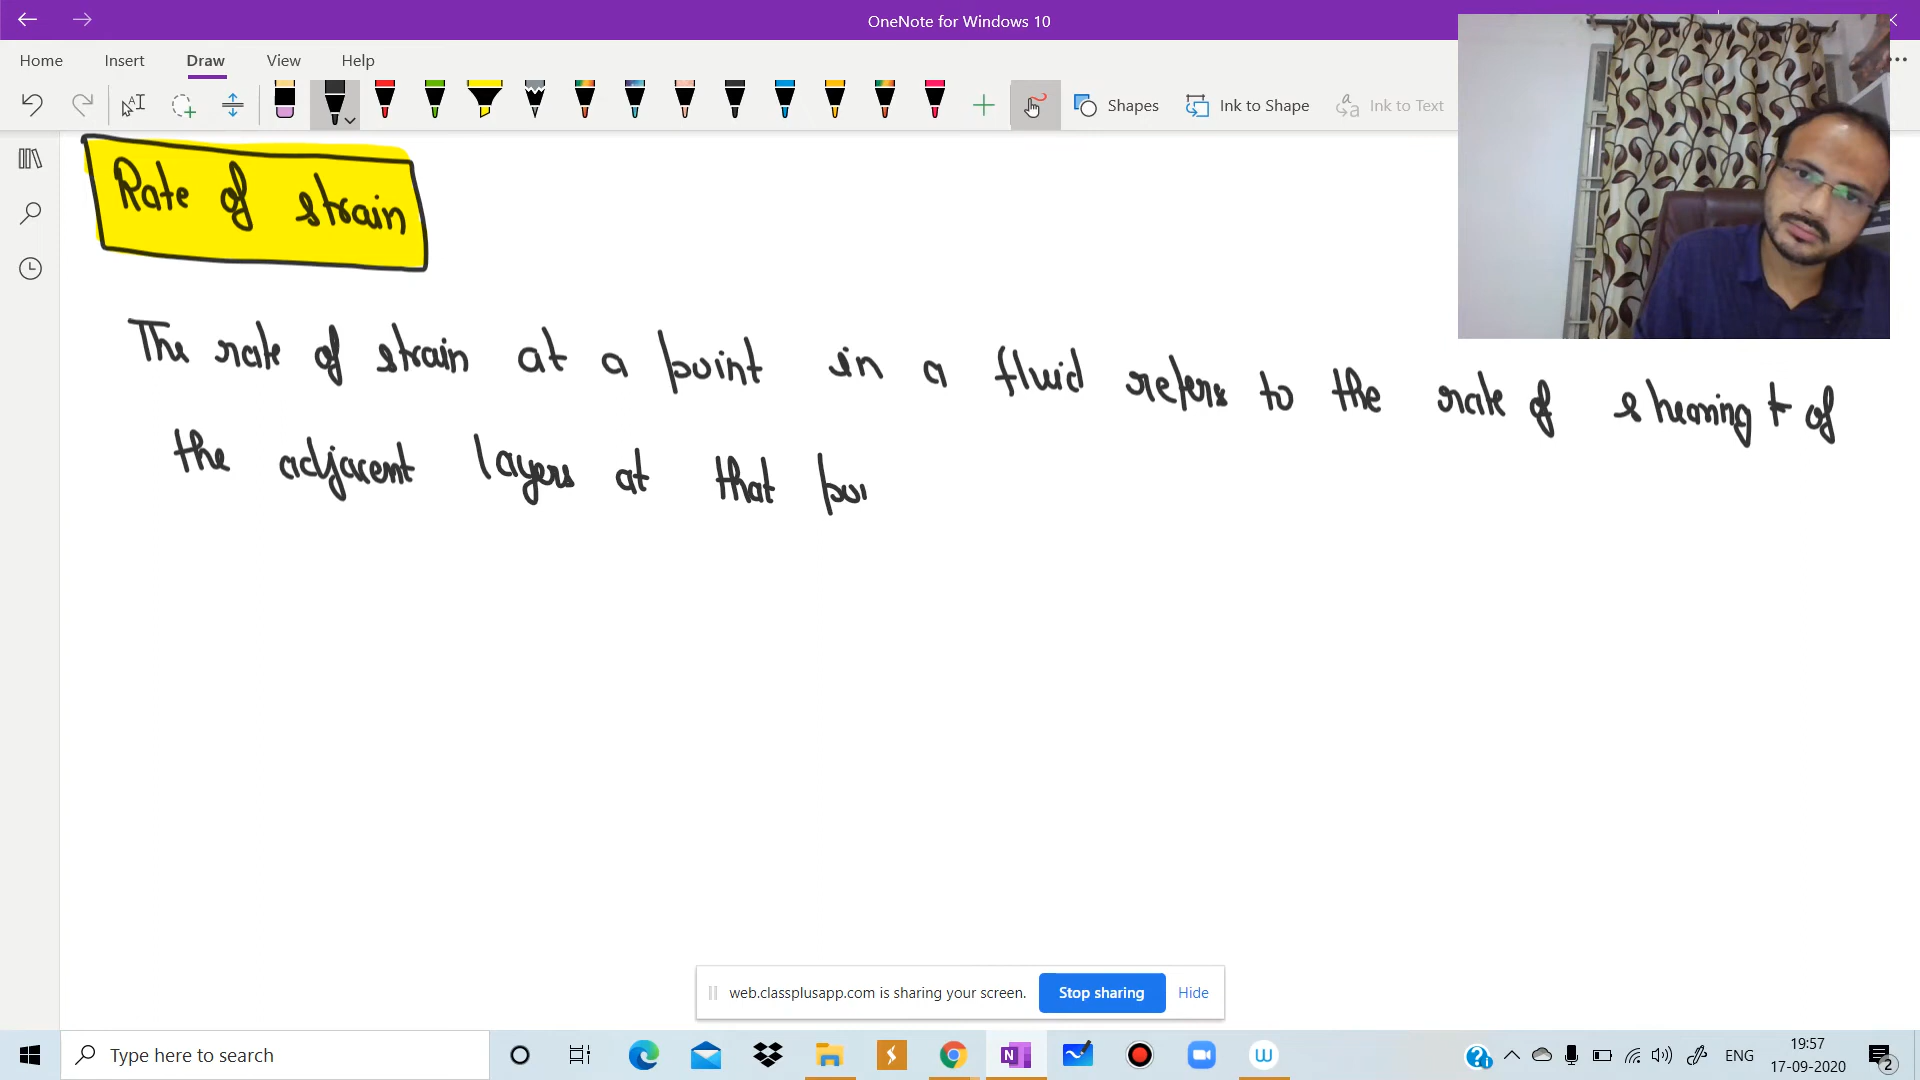 OneNote for Windows 10
Home Insert Draw View Help
Shapes Ink to Shape Ink to Text
Rate of strain
The rate of strain at a point in a fluid refers to the rate of shearing t of
the adjacent layers at that poi
web.classplusapp.com is sharing your screen. Stop sharing Hide
Type here to search
ENG
19:57
17-09-2020
2